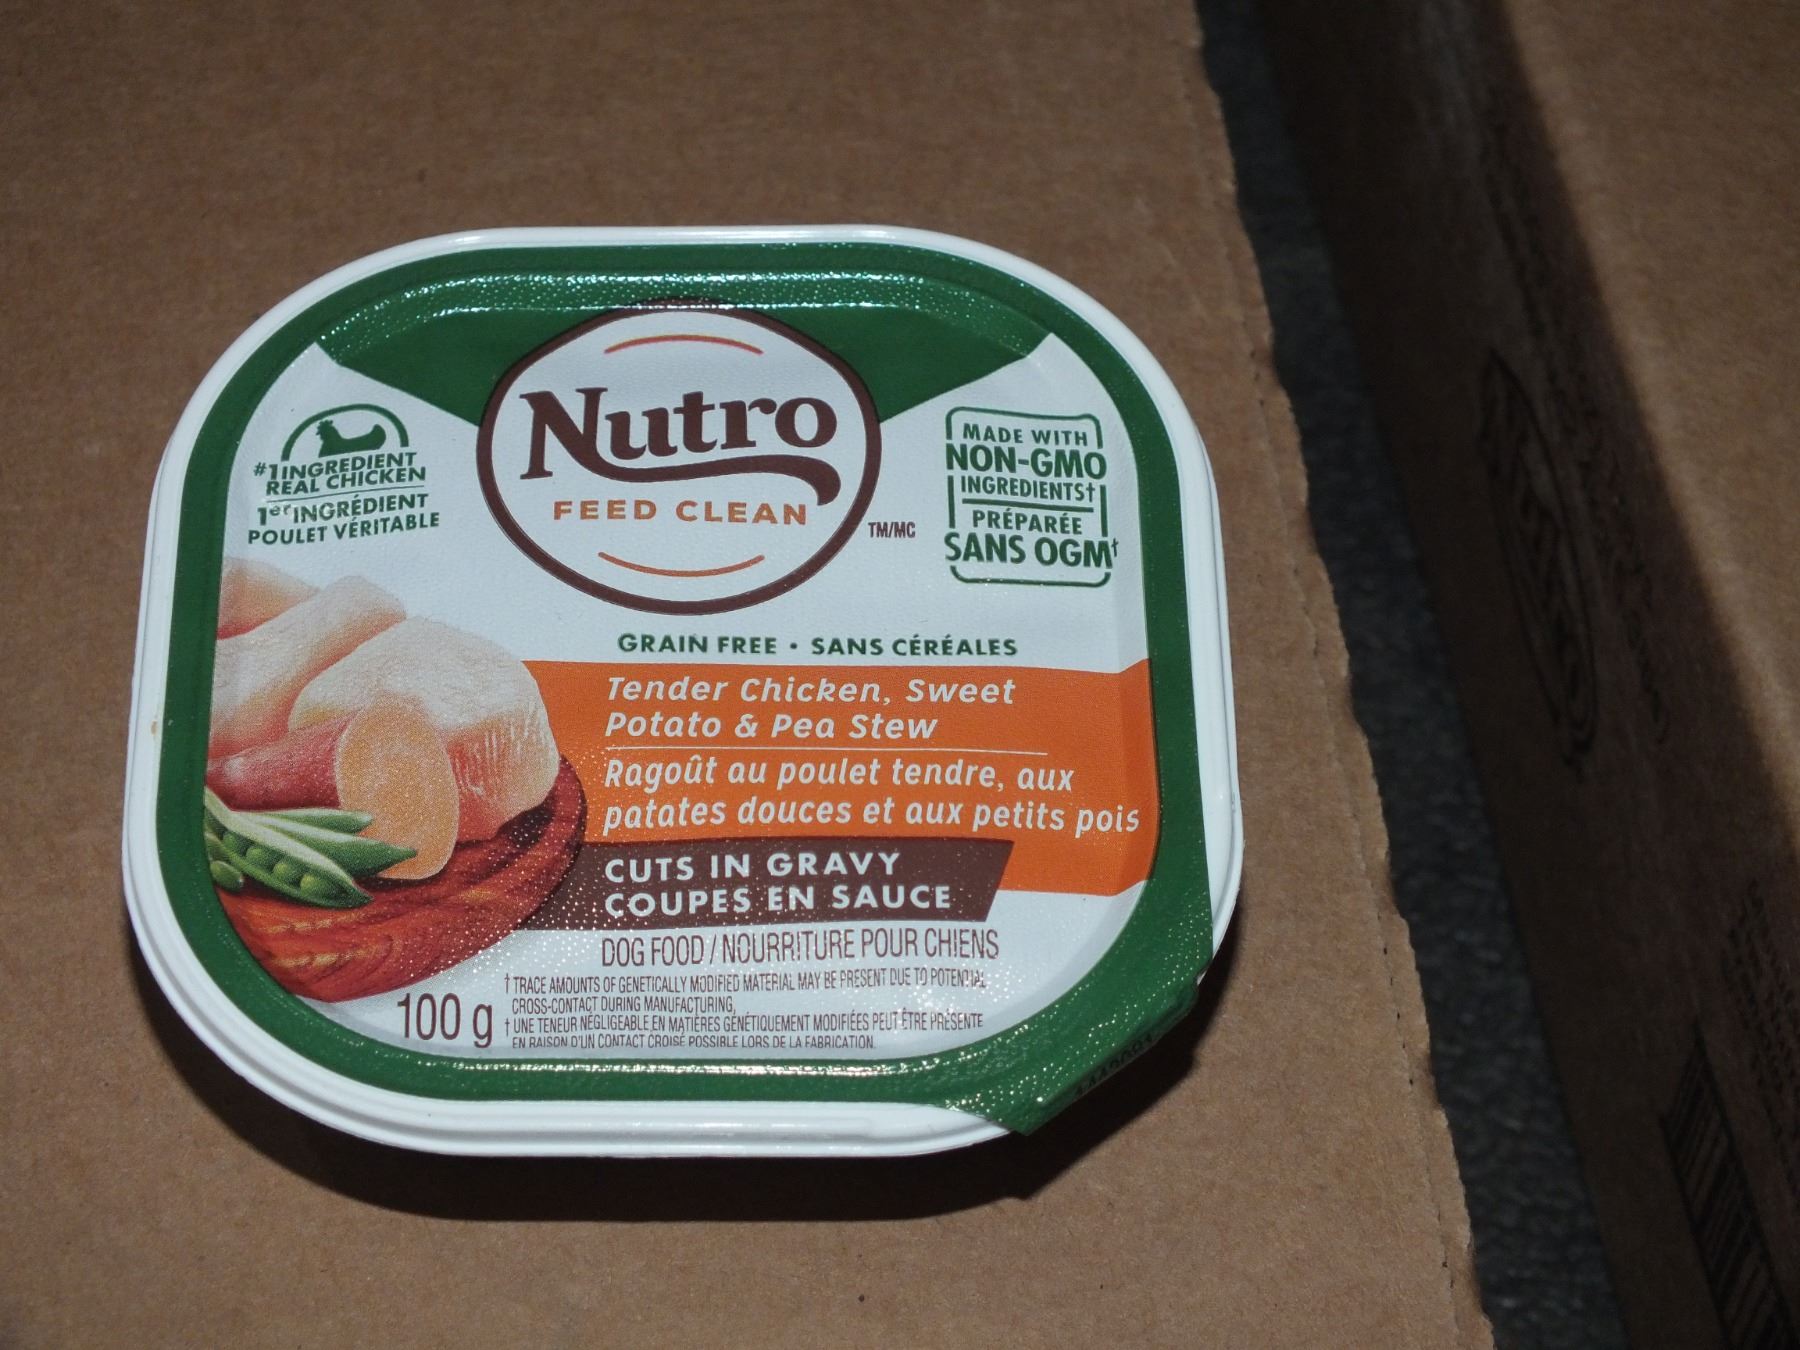 Nutro
FEED CLEAN
TM/MC
#1 INGREDIENT
REAL CHICKEN
1er INGRÉDIENT
POULET VÉRITABLE
MADE WITH
NON-GMO
INGREDIENTS†
PRÉPARÉE
SANS OGM†
GRAIN FREE • SANS CÉRÉALES
Tender Chicken, Sweet
Potato & Pea Stew
Ragoût au poulet tendre, aux
patates douces et aux petits pois
CUTS IN GRAVY
COUPES EN SAUCE
DOG FOOD / NOURRITURE POUR CHIENS
100 g
† TRACE AMOUNTS OF GENETICALLY MODIFIED MATERIAL MAY BE PRESENT DUE TO POTENTIAL
CROSS-CONTACT DURING MANUFACTURING.
† UNE TENEUR NÉGLIGEABLE EN MATIÈRES GÉNÉTIQUEMENT MODIFIÉES PEUT ÊTRE PRÉSENTE
EN RAISON D'UN CONTACT CROISÉ POSSIBLE LORS DE LA FABRICATION.